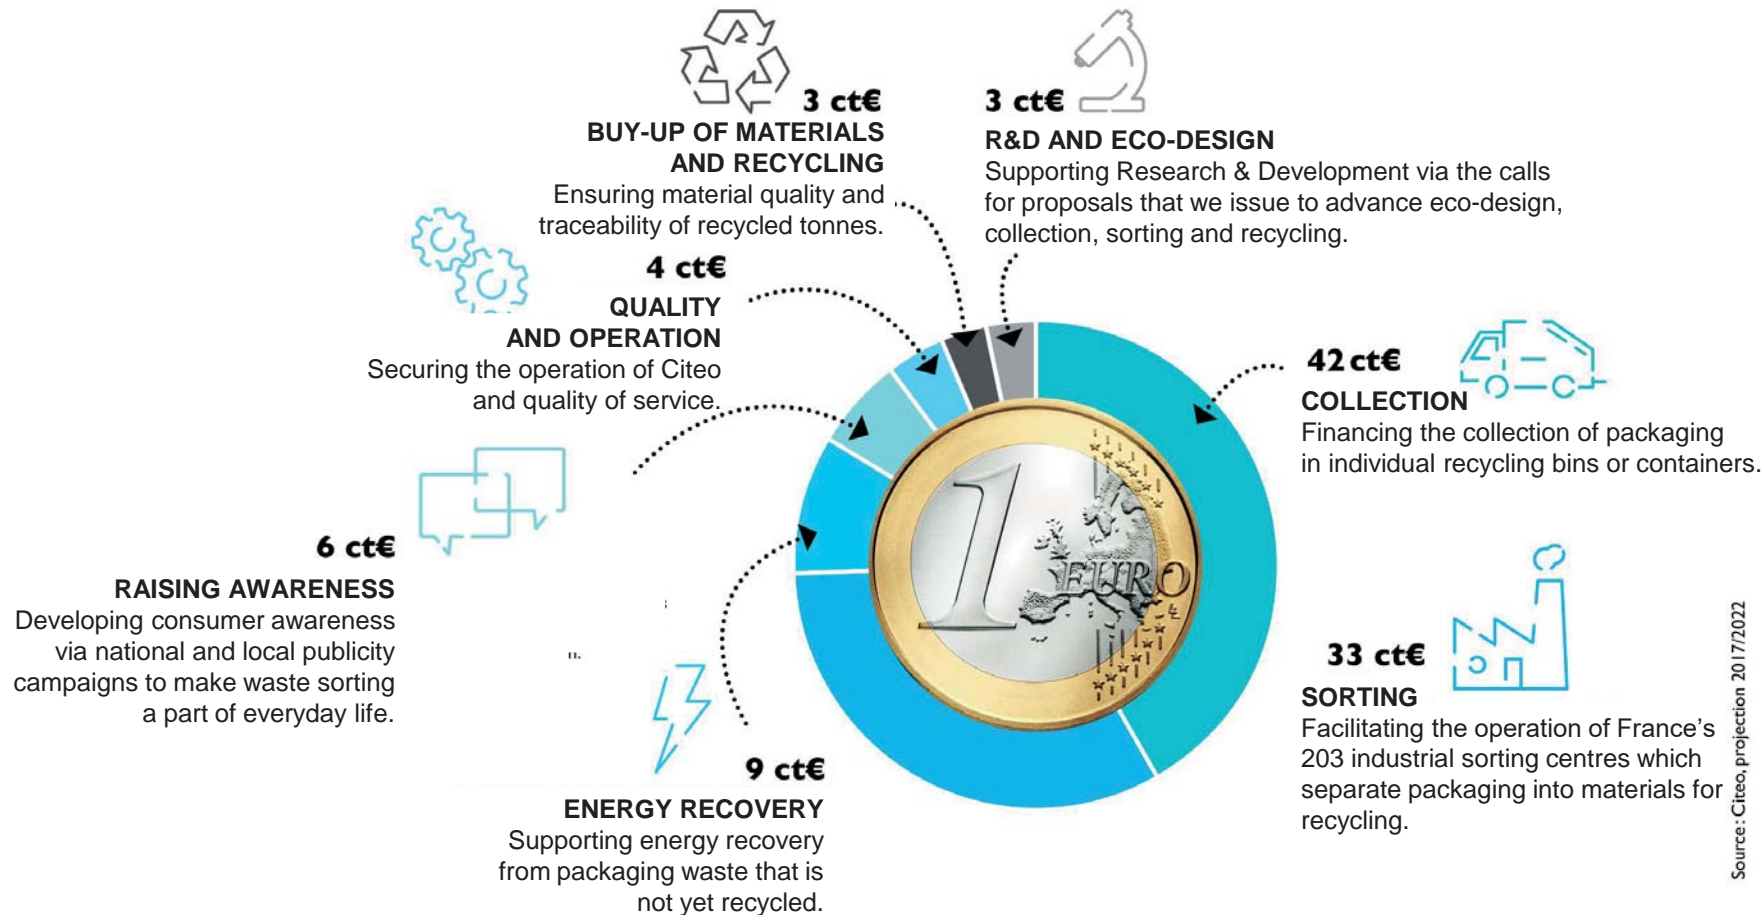 3 ct€
BUY-UP OF MATERIALS
AND RECYCLING
Ensuring material quality and
traceability of recycled tonnes.
3 ct€
R&D AND ECO-DESIGN
Supporting Research & Development via the calls
for proposals that we issue to advance eco-design,
collection, sorting and recycling.
4 ct€
QUALITY
AND OPERATION
Securing the operation of Citeo
and quality of service.
42 ct€
COLLECTION
Financing the collection of packaging
in individual recycling bins or containers.
6 ct€
RAISING AWARENESS
Developing consumer awareness
via national and local publicity
campaigns to make waste sorting
a part of everyday life.
1
EURO
33 ct€
SORTING
Facilitating the operation of France’s
203 industrial sorting centres which
separate packaging into materials for
recycling.
9 ct€
ENERGY RECOVERY
Supporting energy recovery
from packaging waste that is
not yet recycled.
Source: Citeo, projection 2017/2022